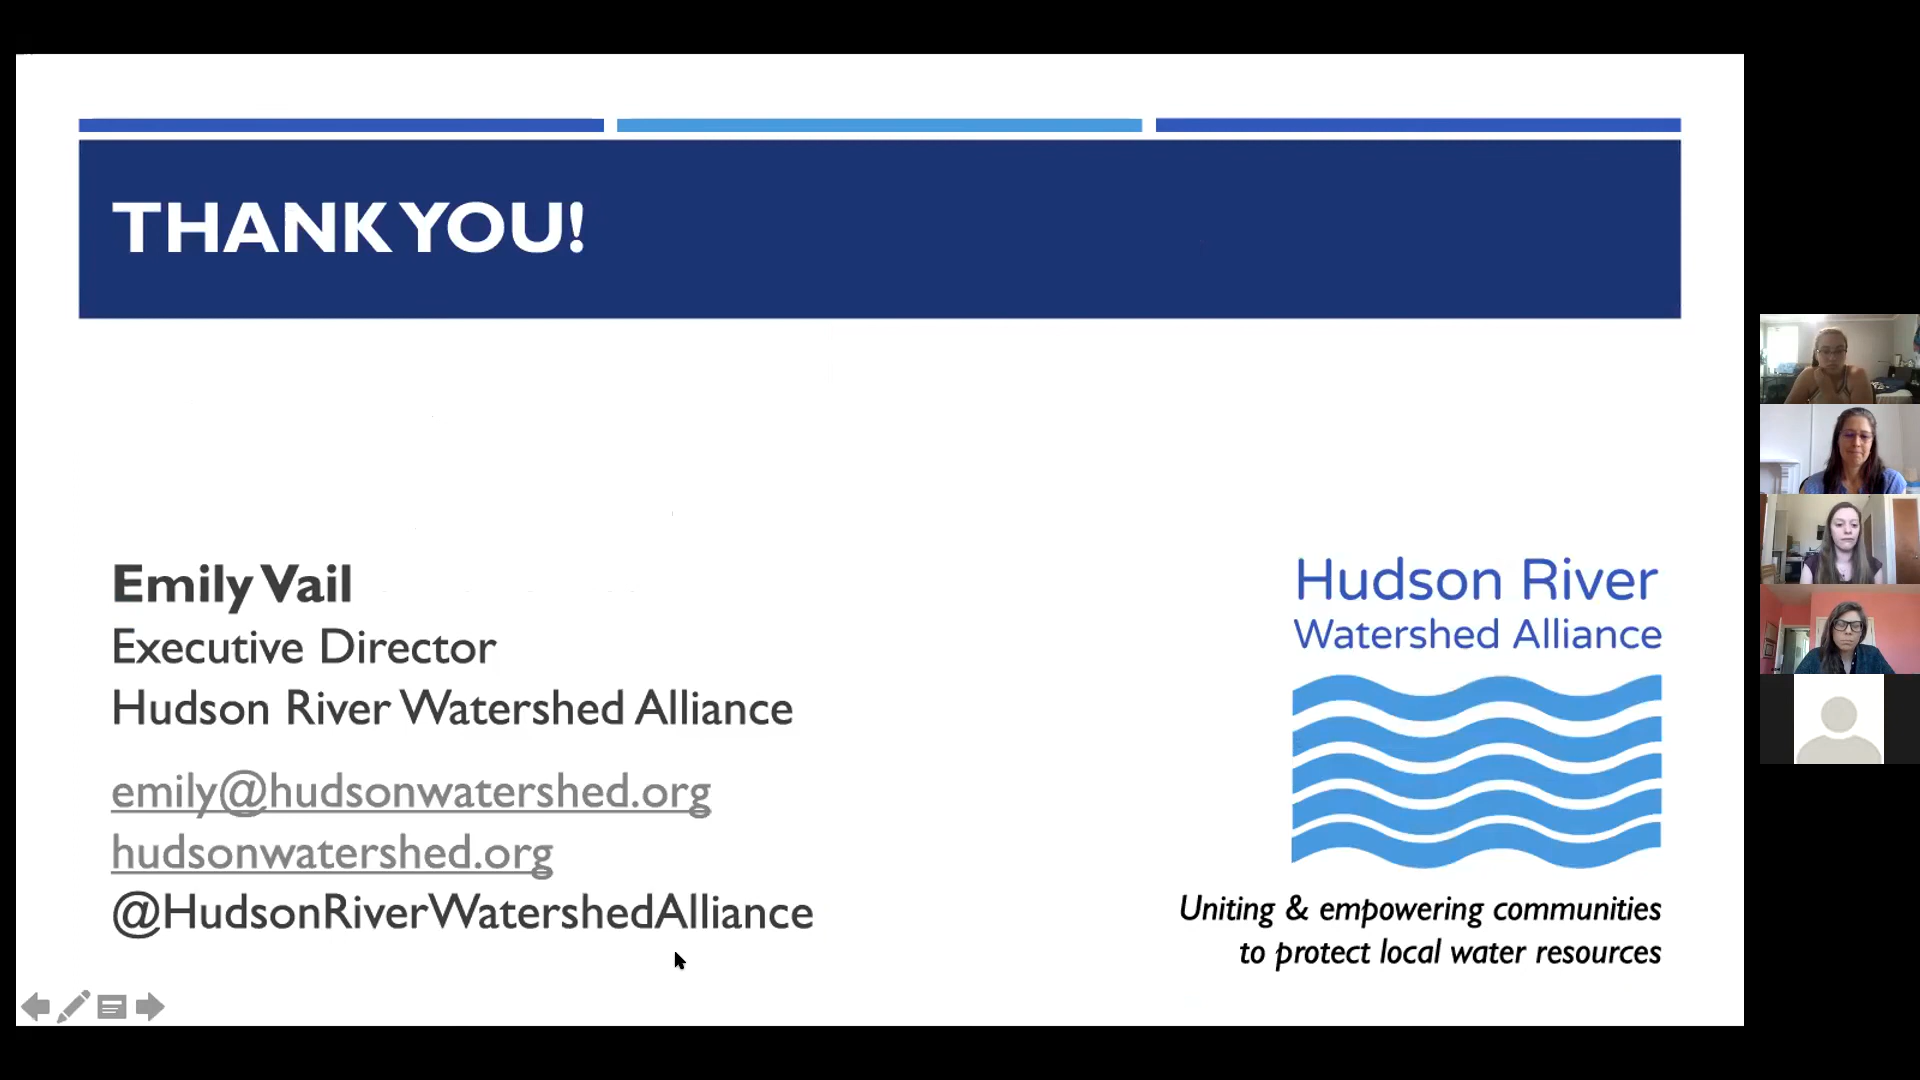 THANK YOU!
Emily Vail
Executive Director
Hudson River Watershed Alliance
emily@hudsonwatershed.org
hudsonwatershed.org
@HudsonRiverWatershedAlliance
Hudson River
Watershed Alliance
Uniting & empowering communities
to protect local water resources